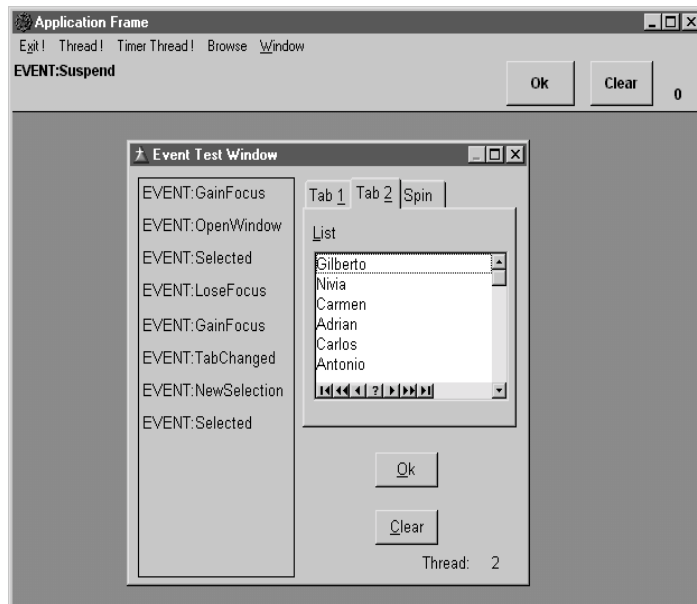 Application Frame
Exit! Thread! Timer Thread! Browse Window
EVENT:Suspend
Ok Clear 0
Event Test Window
EVENT:GainFocus
EVENT:OpenWindow
EVENT:Selected
EVENT:LoseFocus
EVENT:GainFocus
EVENT:TabChanged
EVENT:NewSelection
EVENT:Selected
Tab 1 Tab 2 Spin
List
Gilberto
Nivia
Carmen
Adrian
Carlos
Antonio
?
Ok
Clear
Thread: 2